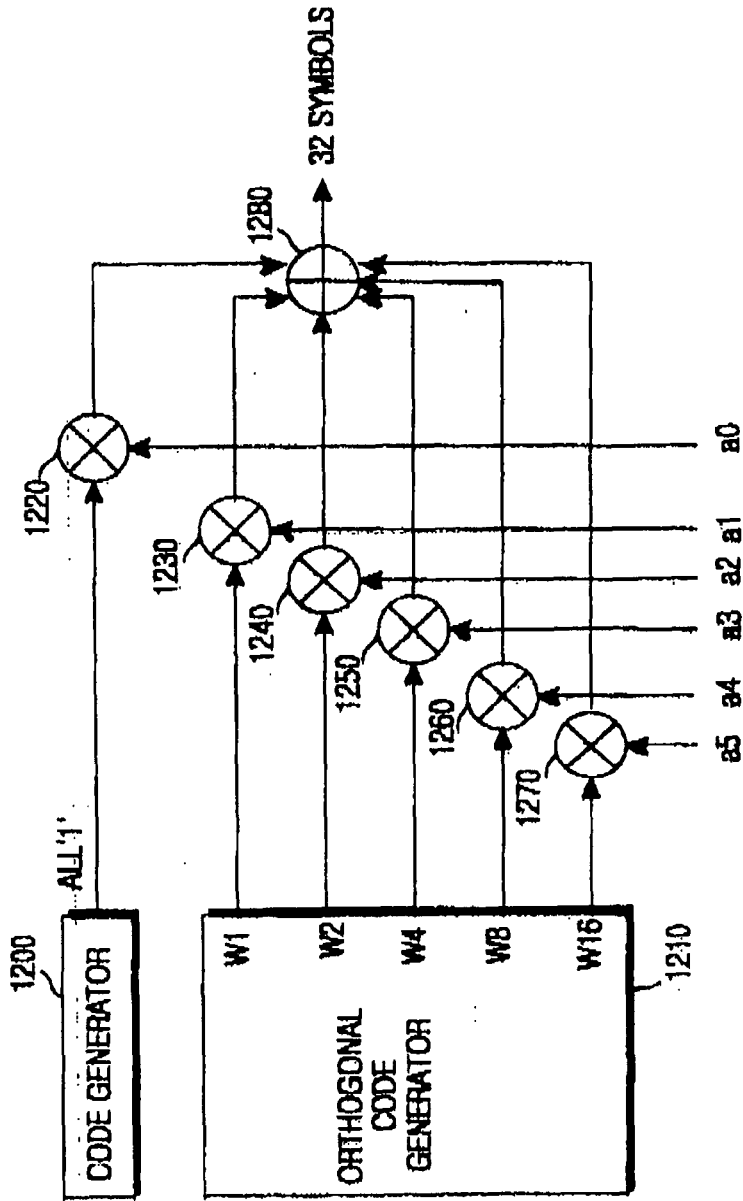 1200
CODE GENERATOR
ALL'1'
1220
1280
32 SYMBOLS
ORTHOGONAL
CODE
GENERATOR
1210
W1
W2
W4
W8
W16
1230
1240
1250
1260
1270
a5
a4
a3
a2
a1
a0